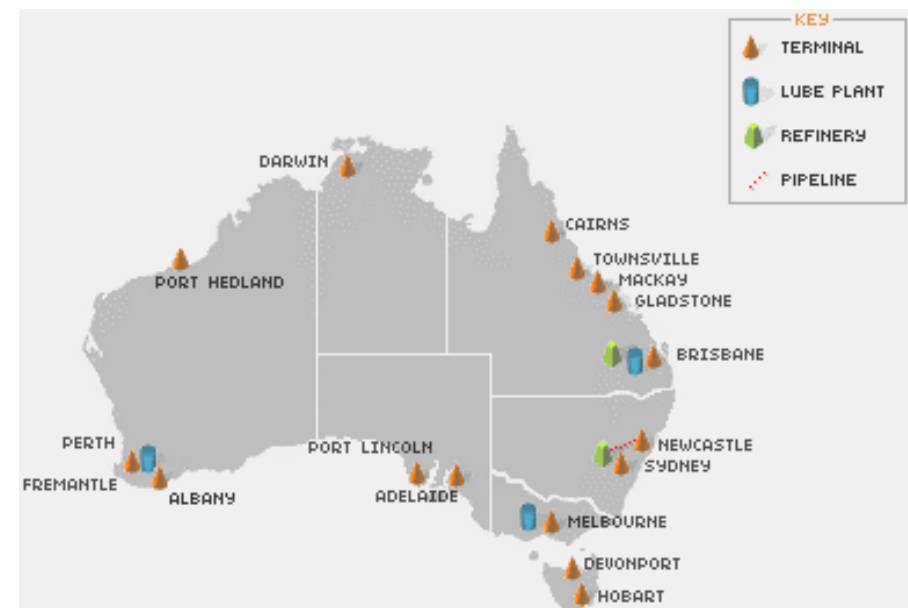 KEY
TERMINAL
LUBE PLANT
REFINERY
PIPELINE
DARWIN
CAIRNS
TOWNSVILLE
MACKAY
GLADSTONE
PORT HEDLAND
BRISBANE
PERTH
PORT LINCOLN
NEWCASTLE
SYDNEY
FREMANTLE
ALBANY
ADELAIDE
MELBOURNE
DEVONPORT
HOBART